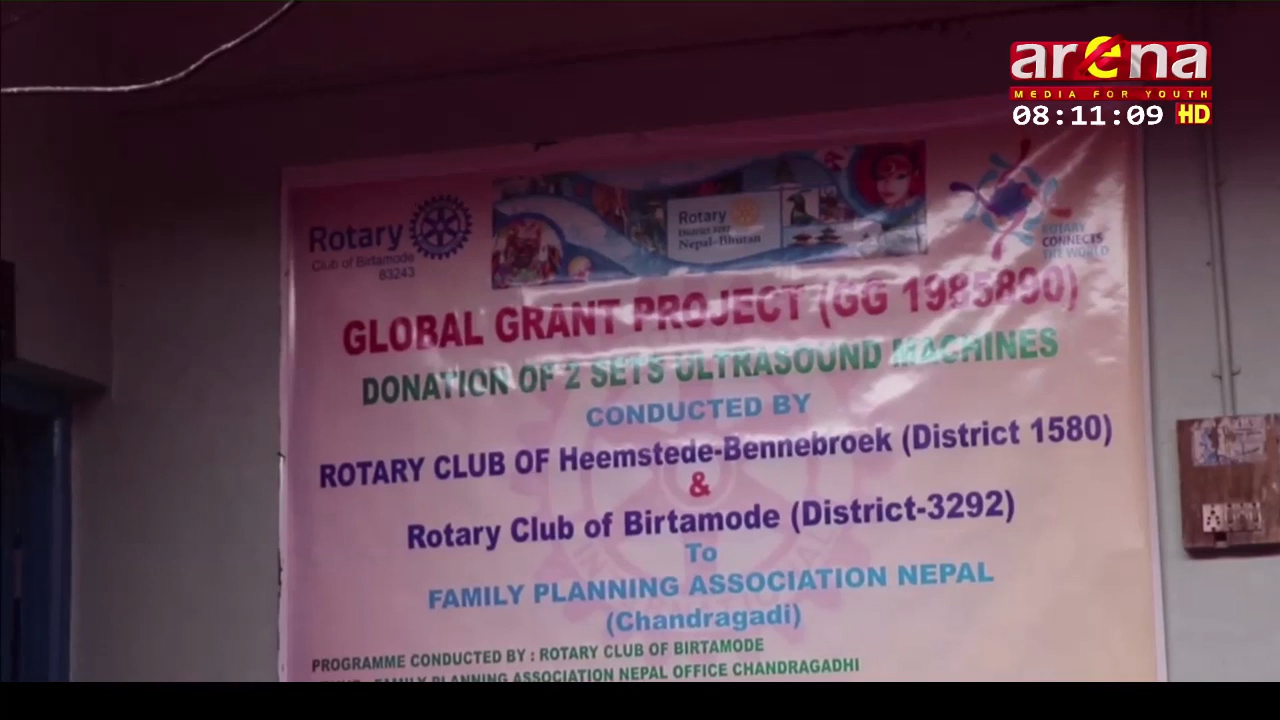 arena
MEDIA FOR YOUTH
08:11:09 HD
Rotary
Club of Birtamode
83243
Rotary
District 3292
Nepal-Bhutan
ROTARY
CONNECTS
THE WORLD
GLOBAL GRANT PROJECT (GG 1985890)
DONATION OF 2 SETS ULTRASOUND MACHINES
CONDUCTED BY
ROTARY CLUB OF Heemstede-Bennebroek (District 1580)
&
Rotary Club of Birtamode (District-3292)
To
FAMILY PLANNING ASSOCIATION NEPAL
(Chandragadi)
PROGRAMME CONDUCTED BY : ROTARY CLUB OF BIRTAMODE
FAMILY PLANNING ASSOCIATION NEPAL OFFICE CHANDRAGADHI